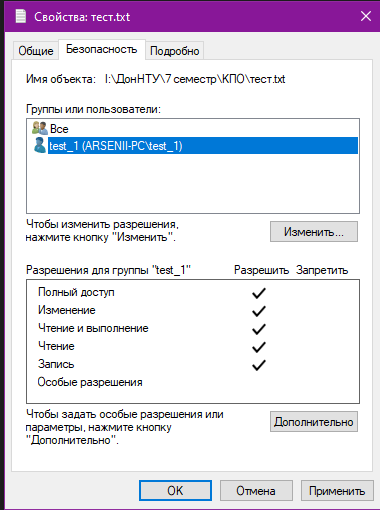 Свойства: тест.txt
Общие Безопасность Подробно
Имя объекта: I:\ДонНТУ\7 семестр\КПО\тест.txt
Группы или пользователи:
Все
test_1 (ARSENII-PC\test_1)
Чтобы изменить разрешения,
нажмите кнопку "Изменить".
Изменить...
Разрешения для группы "test_1" Разрешить Запретить
Полный доступ
Изменение
Чтение и выполнение
Чтение
Запись
Особые разрешения
Чтобы задать особые разрешения или
параметры, нажмите кнопку
"Дополнительно".
Дополнительно
OK Отмена Применить